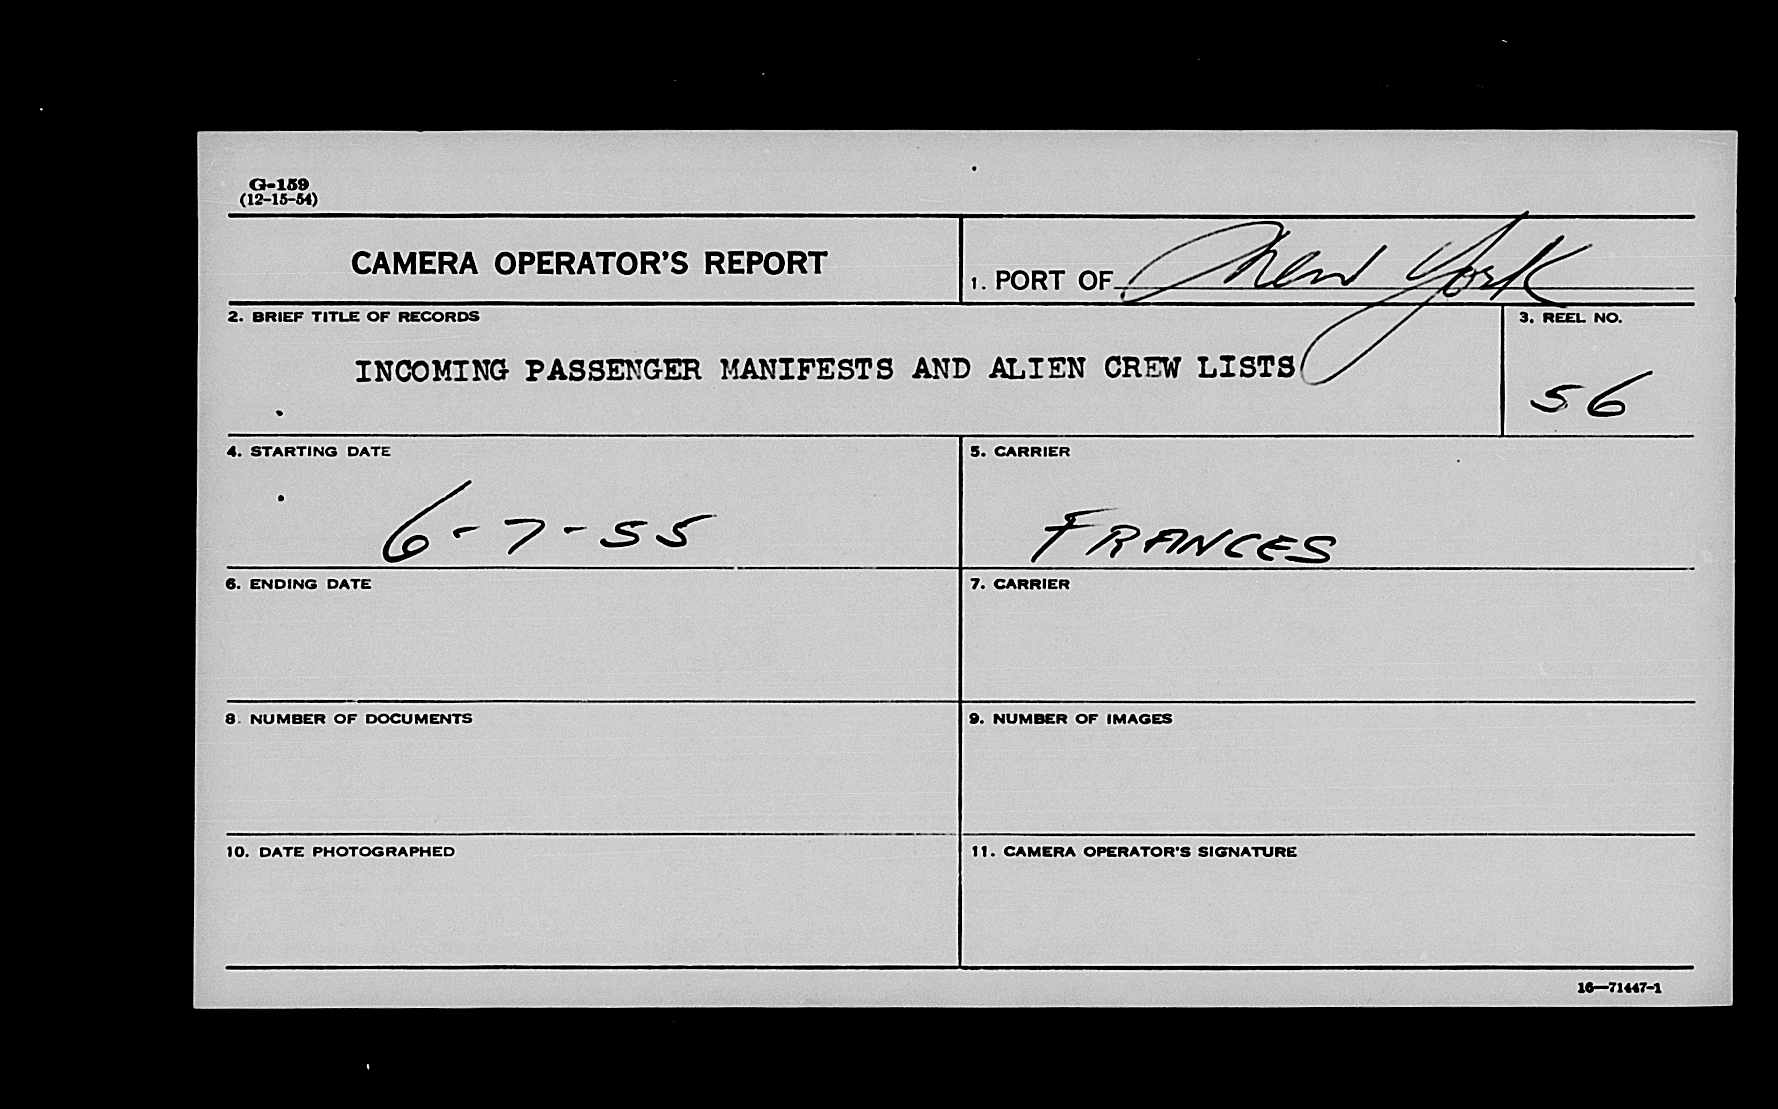 G-159
(12-15-54)
CAMERA OPERATOR'S REPORT
1. PORT OF New York
2. BRIEF TITLE OF RECORDS
INCOMING PASSENGER MANIFESTS AND ALIEN CREW LISTS
3. REEL NO.
56
4. STARTING DATE
6-7-55
5. CARRIER
FRANCES
6. ENDING DATE
7. CARRIER
8. NUMBER OF DOCUMENTS
9. NUMBER OF IMAGES
10. DATE PHOTOGRAPHED
11. CAMERA OPERATOR'S SIGNATURE
16—71447-1